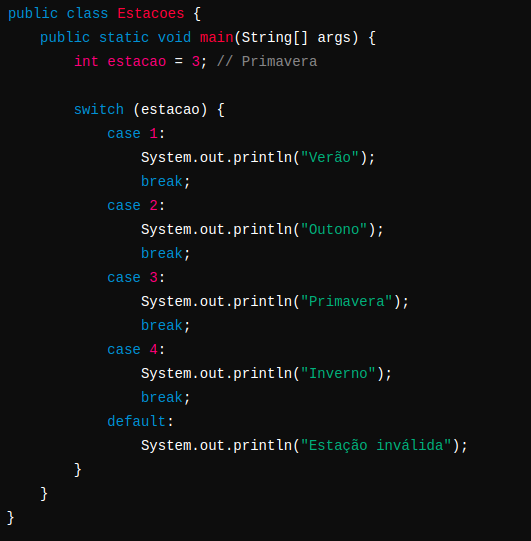 public class Estacoes {
    public static void main(String[] args) {
        int estacao = 3; // Primavera

        switch (estacao) {
            case 1:
                System.out.println("Verão");
                break;
            case 2:
                System.out.println("Outono");
                break;
            case 3:
                System.out.println("Primavera");
                break;
            case 4:
                System.out.println("Inverno");
                break;
            default:
                System.out.println("Estação inválida");
        }
    }
}